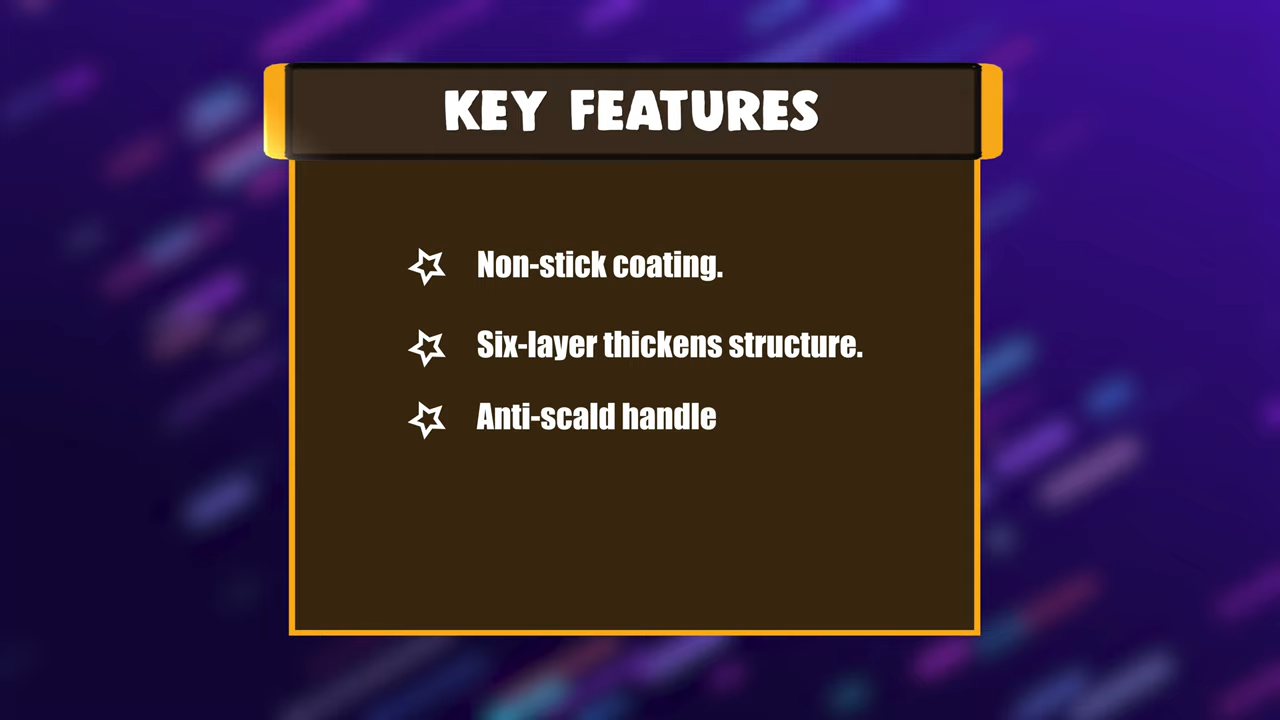 KEY FEATURES
Non-stick coating.
Six-layer thickens structure.
Anti-scald handle